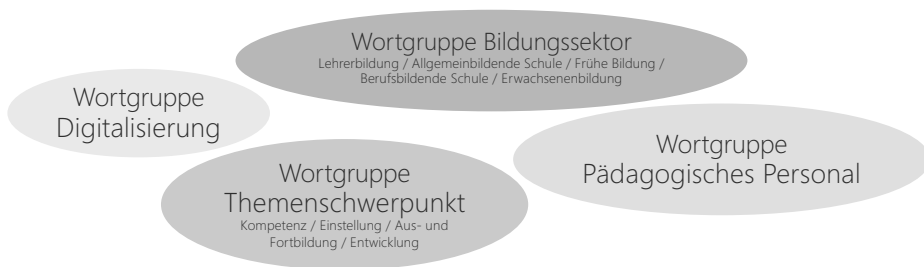 Wortgruppe Bildungssektor
Lehrerbildung / Allgemeinbildende Schule / Frühe Bildung /
Berufsbildende Schule / Erwachsenenbildung
Wortgruppe
Digitalisierung
Wortgruppe
Pädagogisches Personal
Wortgruppe
Themenschwerpunkt
Kompetenz / Einstellung / Aus- und
Fortbildung / Entwicklung